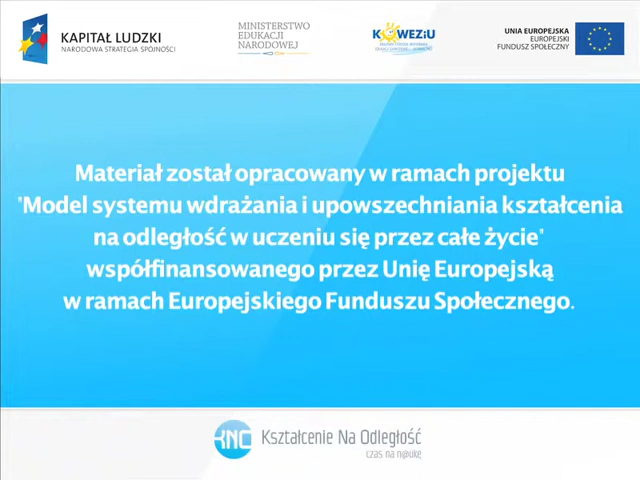 KAPITAŁ LUDZKI
NARODOWA STRATEGIA SPÓJNOŚCI
MINISTERSTWO
EDUKACJI
NARODOWEJ
KOWEZiU
UNIA EUROPEJSKA
EUROPEJSKI
FUNDUSZ SPOŁECZNY
Materiał został opracowany w ramach projektu
"Model systemu wdrażania i upowszechniania kształcenia
na odległość w uczeniu się przez całe życie"
współfinansowanego przez Unię Europejską
w ramach Europejskiego Funduszu Społecznego.
KNO Kształcenie Na Odległość
czas na n@ukę